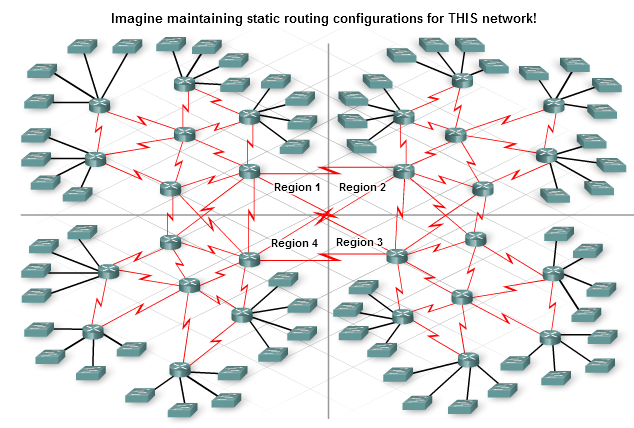 Imagine maintaining static routing configurations for THIS network!
Region 1
Region 2
Region 4
Region 3